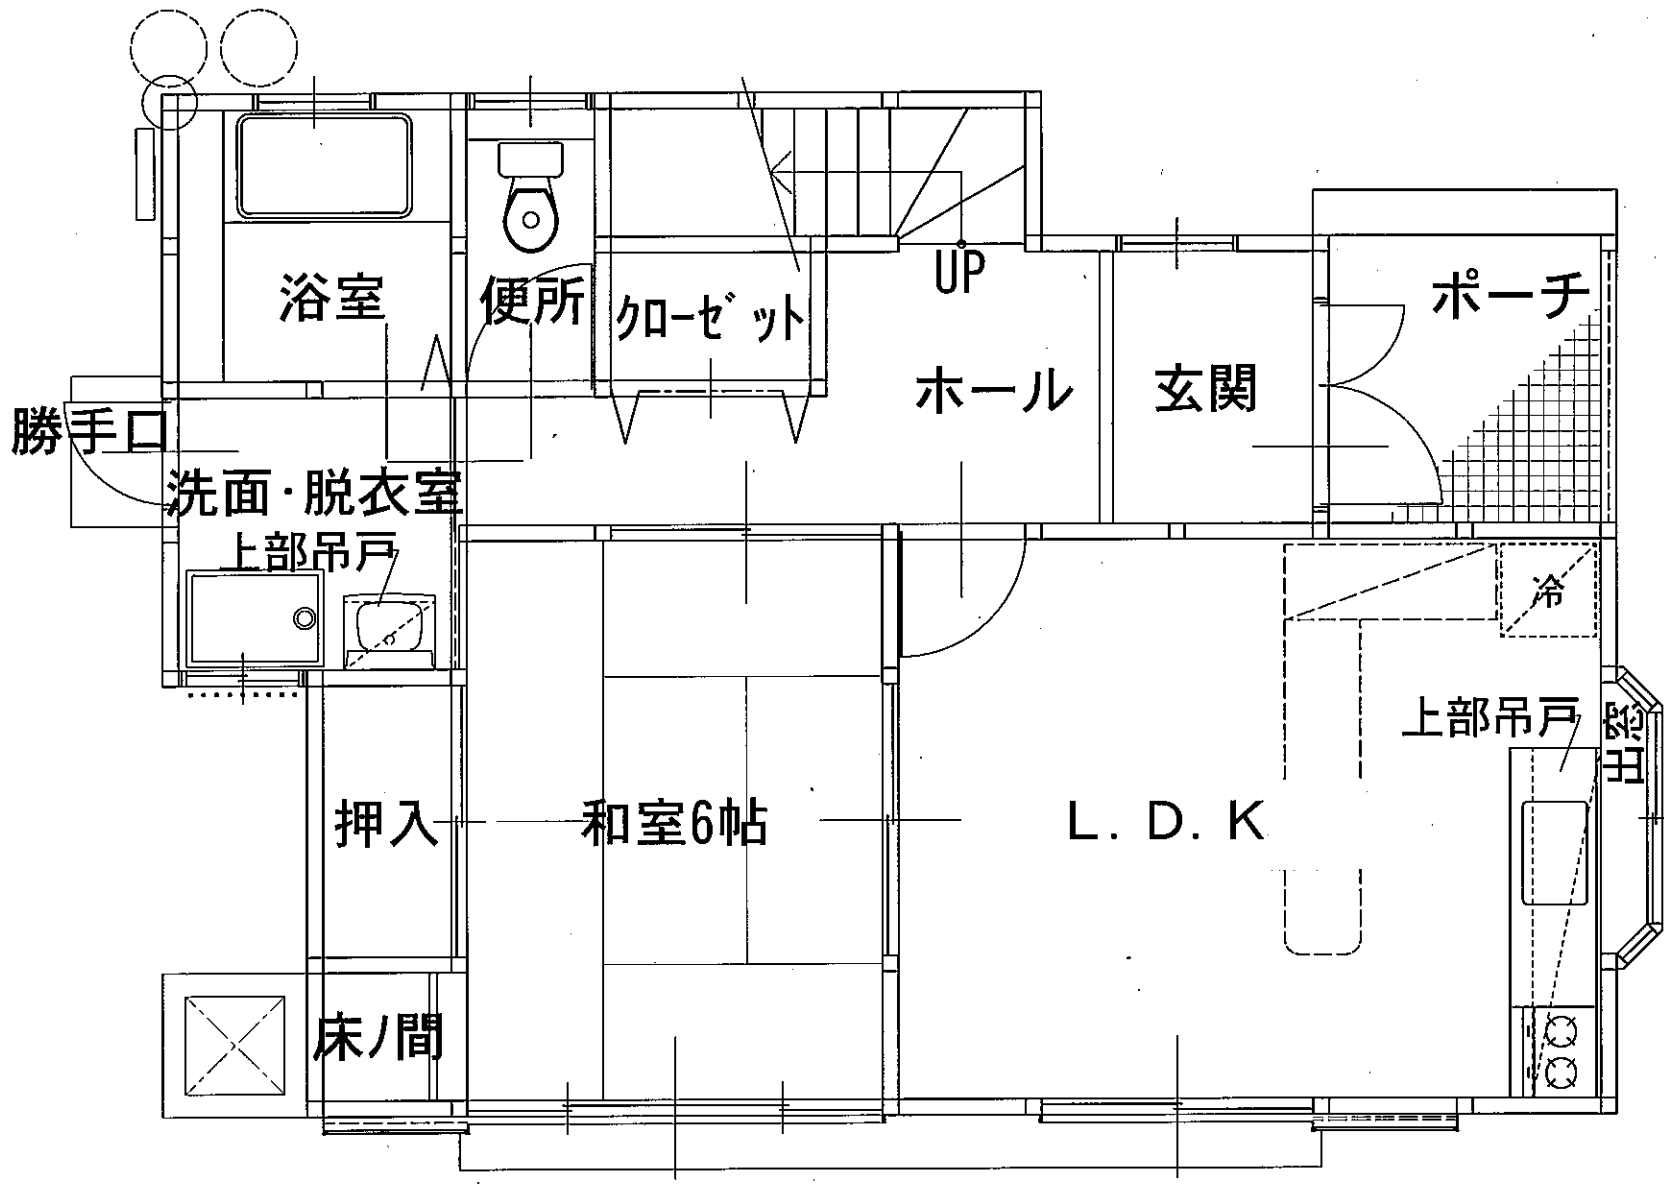 浴室
便所
クローゼット
UP
ポーチ
ホール
玄関
勝手口
洗面・脱衣室
上部吊戸
冷
上部吊戸
出窓
押入
和室6帖
L.D.K
床ノ間